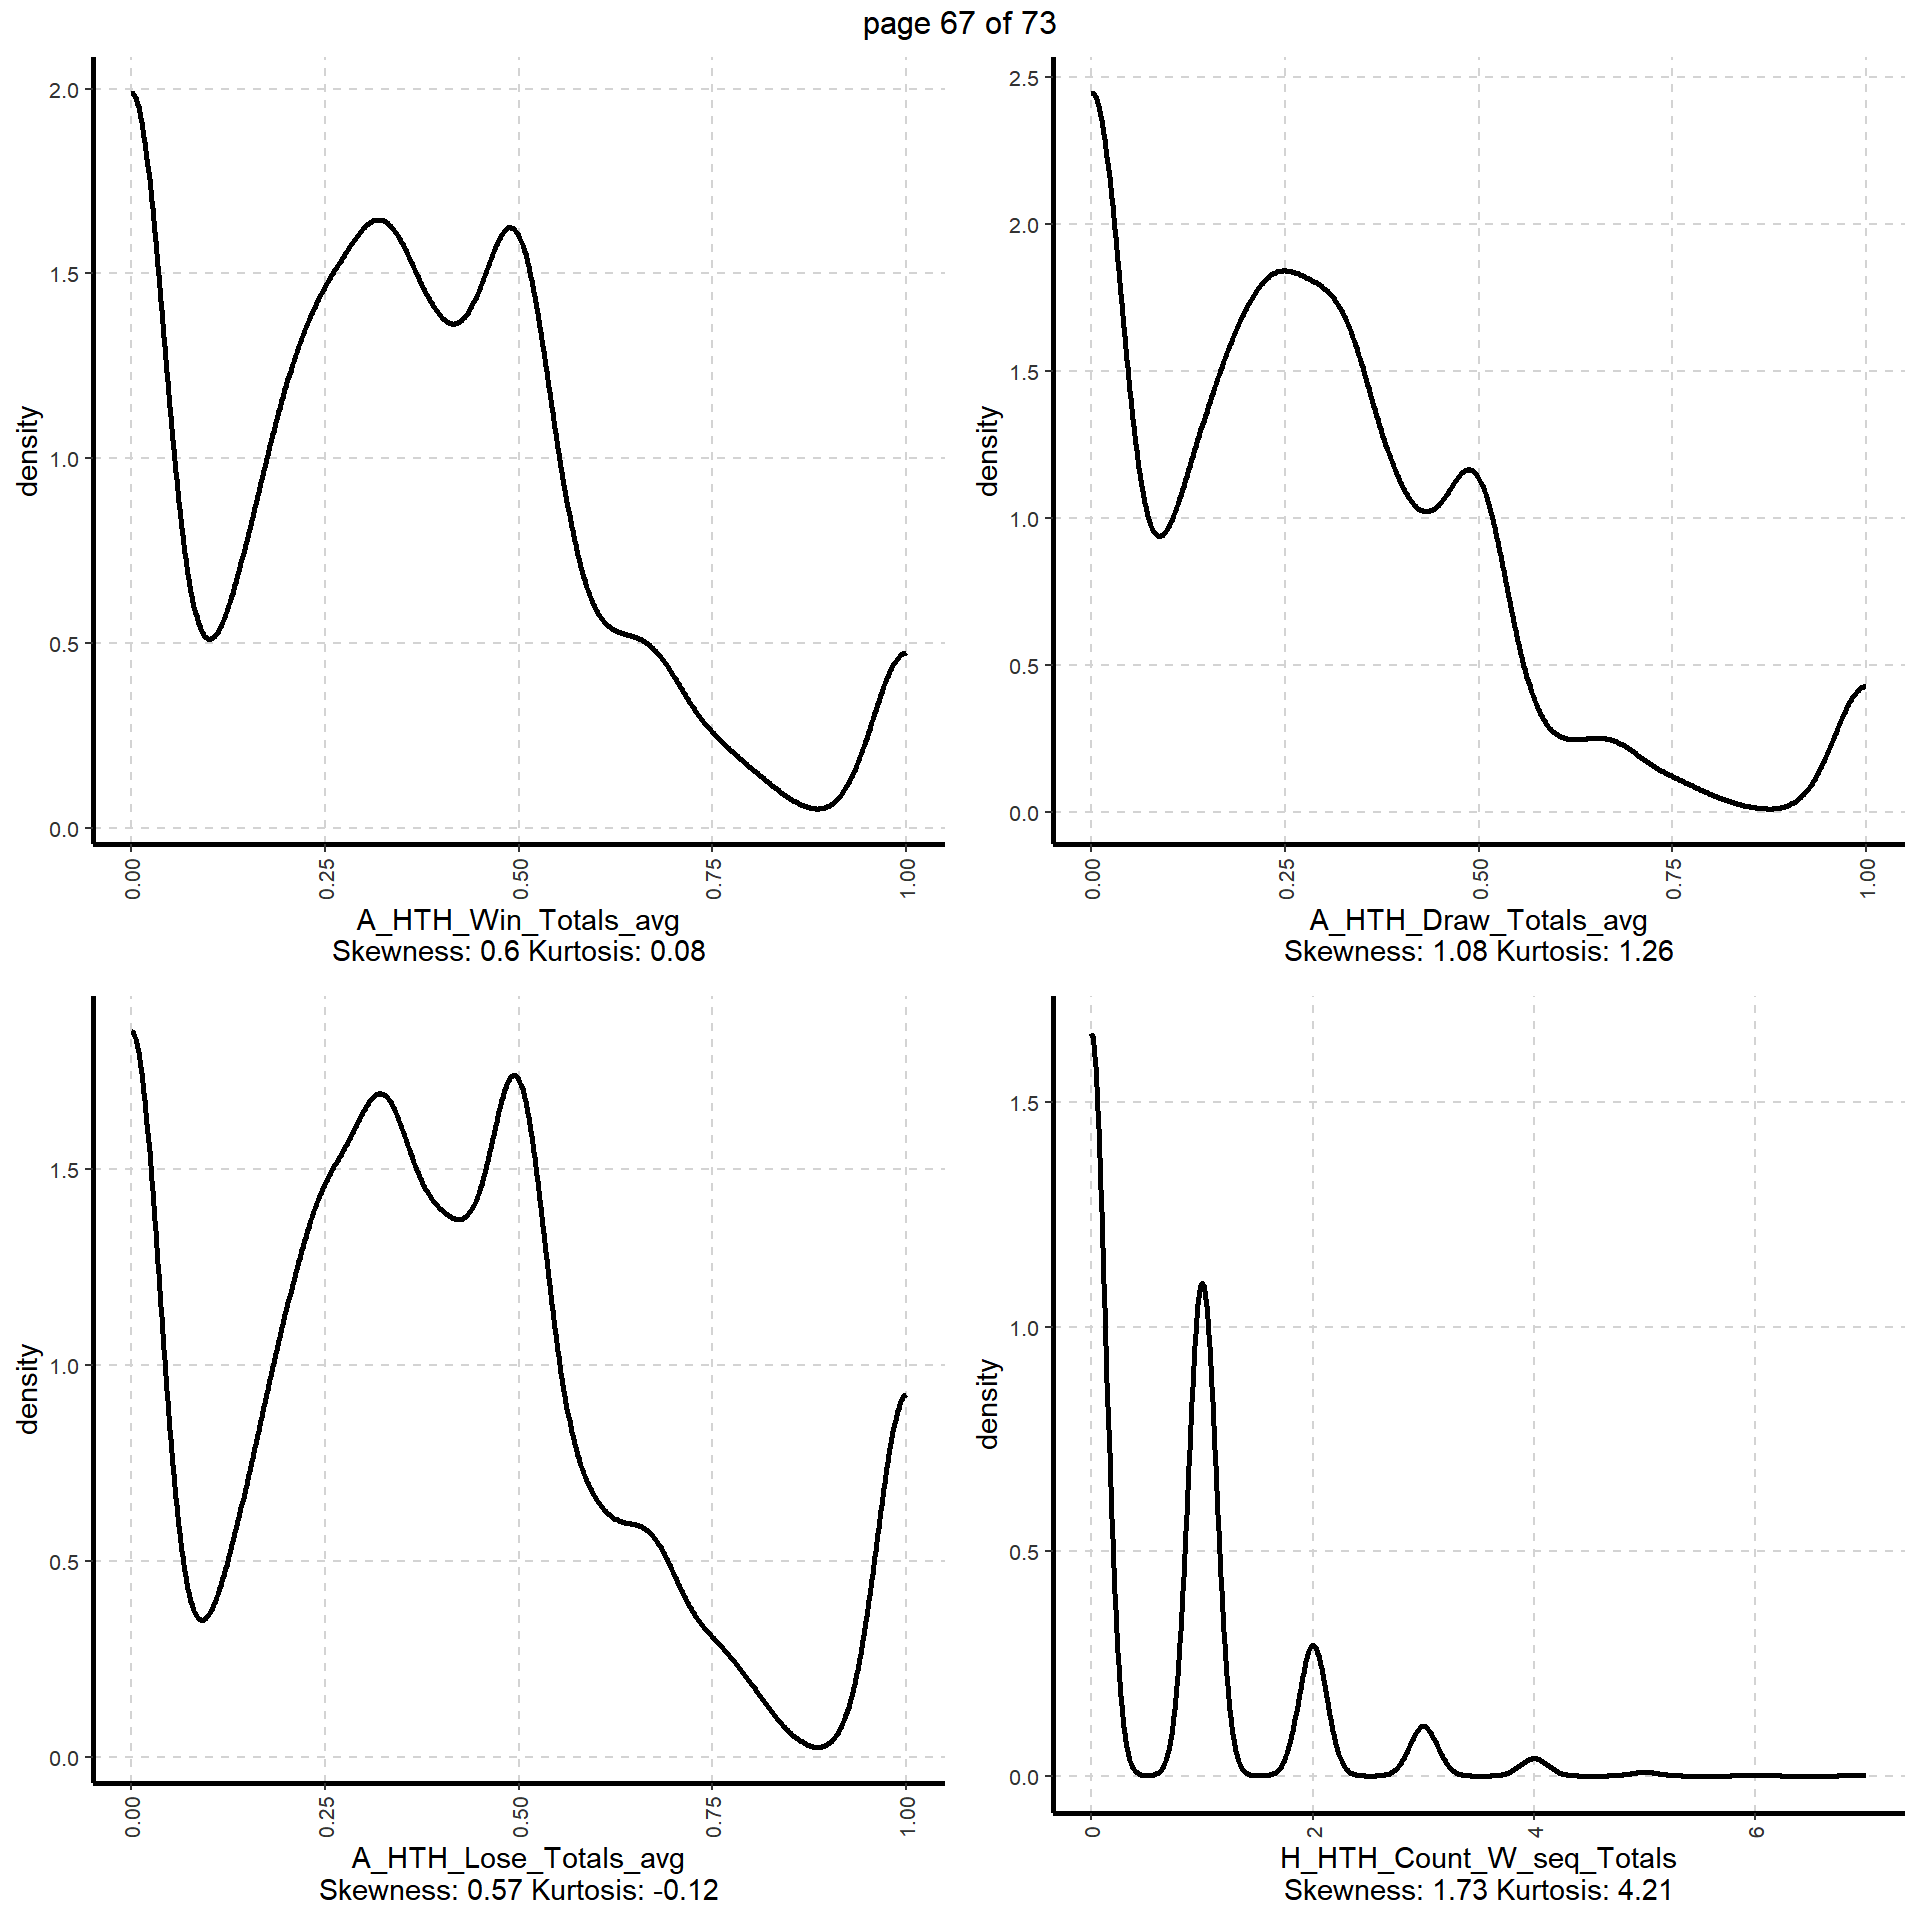 page 67 of 73
2.0
1.5
1.0
0.5
0.0
density
0.00
0.25
0.50
0.75
1.00
A_HTH_Win_Totals_avg
Skewness: 0.6 Kurtosis: 0.08
2.5
2.0
1.5
1.0
0.5
0.0
density
0.00
0.25
0.50
0.75
1.00
A_HTH_Draw_Totals_avg
Skewness: 1.08 Kurtosis: 1.26
1.5
1.0
0.5
0.0
density
0.00
0.25
0.50
0.75
1.00
A_HTH_Lose_Totals_avg
Skewness: 0.57 Kurtosis: -0.12
1.5
1.0
0.5
0.0
density
0
2
4
6
H_HTH_Count_W_seq_Totals
Skewness: 1.73 Kurtosis: 4.21